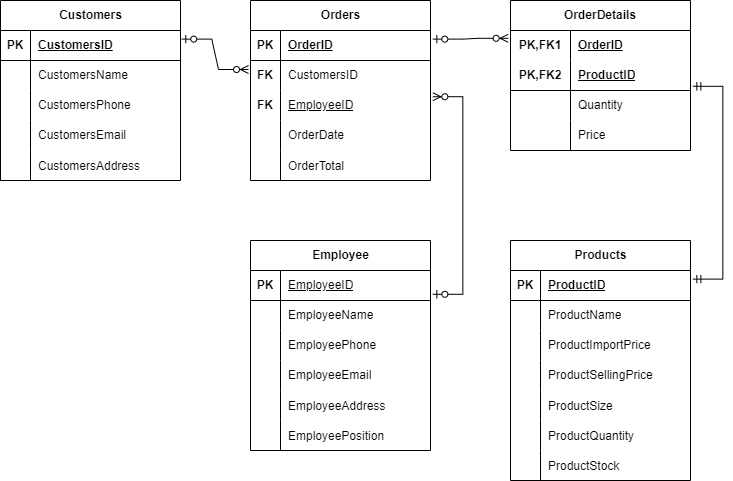 Customers
PK CustomersID
CustomersName
CustomersPhone
CustomersEmail
CustomersAddress
Orders
PK OrderID
FK CustomersID
FK EmployeeID
OrderDate
OrderTotal
OrderDetails
PK,FK1 OrderID
PK,FK2 ProductID
Quantity
Price
Employee
PK EmployeeID
EmployeeName
EmployeePhone
EmployeeEmail
EmployeeAddress
EmployeePosition
Products
PK ProductID
ProductName
ProductImportPrice
ProductSellingPrice
ProductSize
ProductQuantity
ProductStock